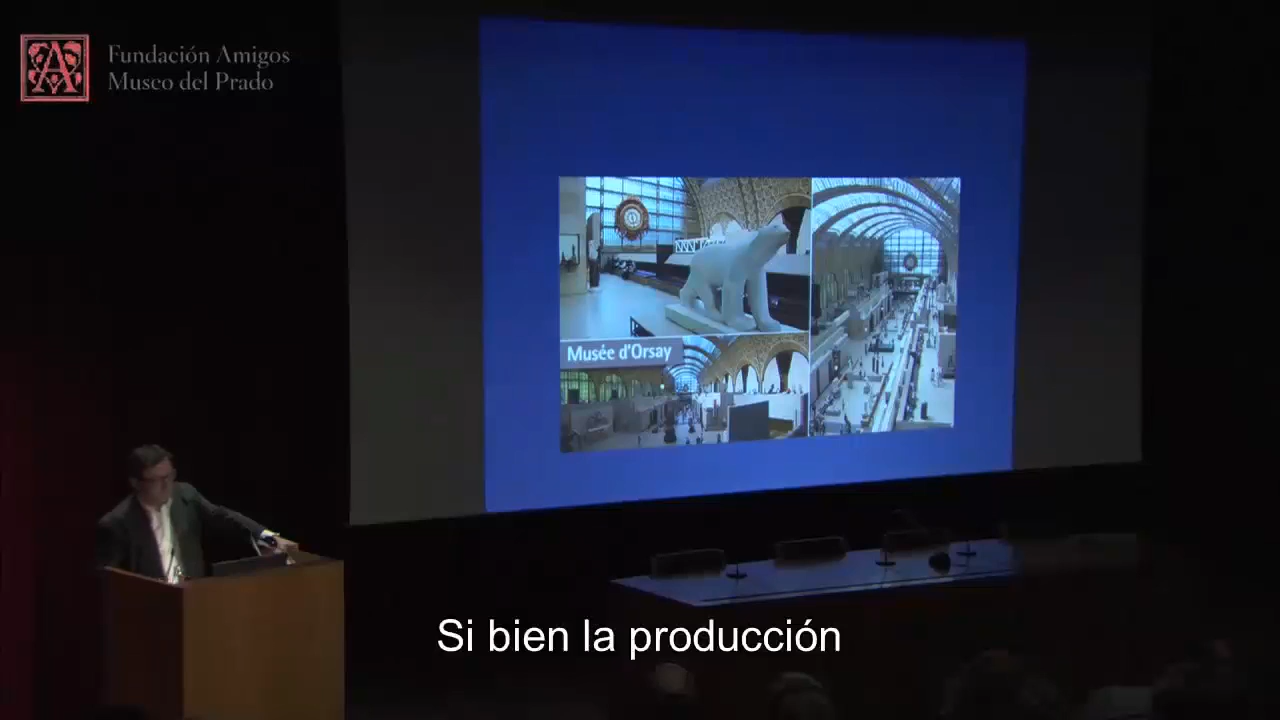 Fundación Amigos
Museo del Prado
Musée d'Orsay
Si bien la producción